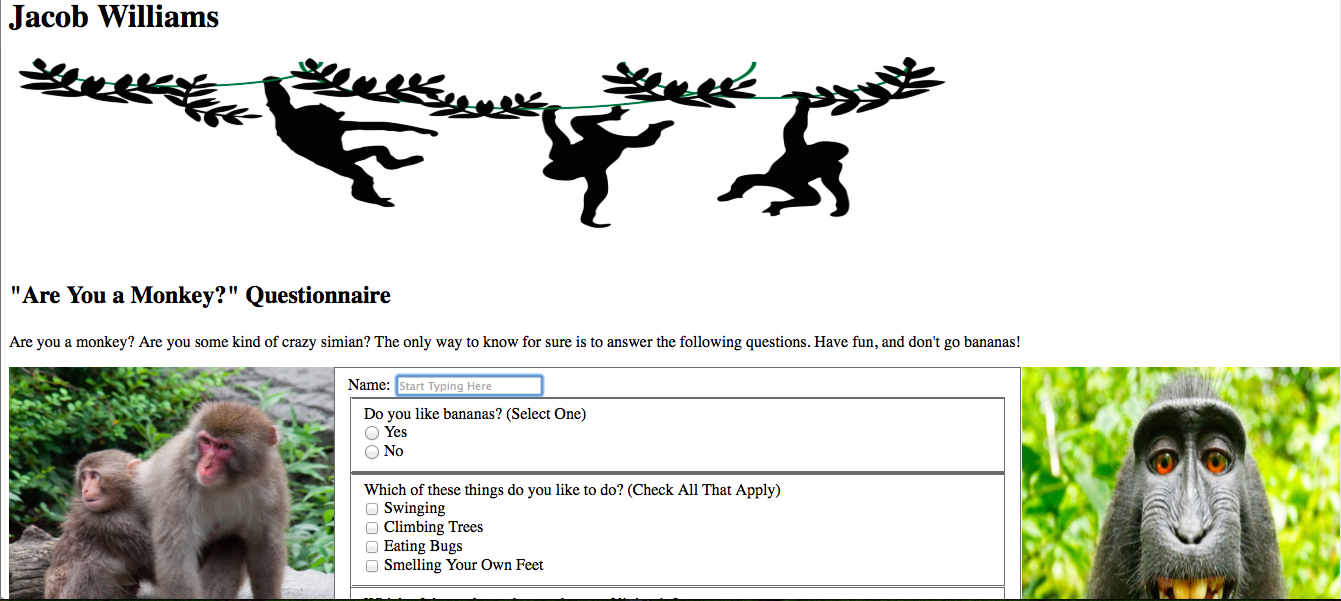 Jacob Williams
"Are You a Monkey?" Questionnaire
Are you a monkey? Are you some kind of crazy simian? The only way to know for sure is to answer the following questions. Have fun, and don't go bananas!
Name: Start Typing Here
Do you like bananas? (Select One)
Yes
No
Which of these things do you like to do? (Check All That Apply)
Swinging
Climbing Trees
Eating Bugs
Smelling Your Own Feet